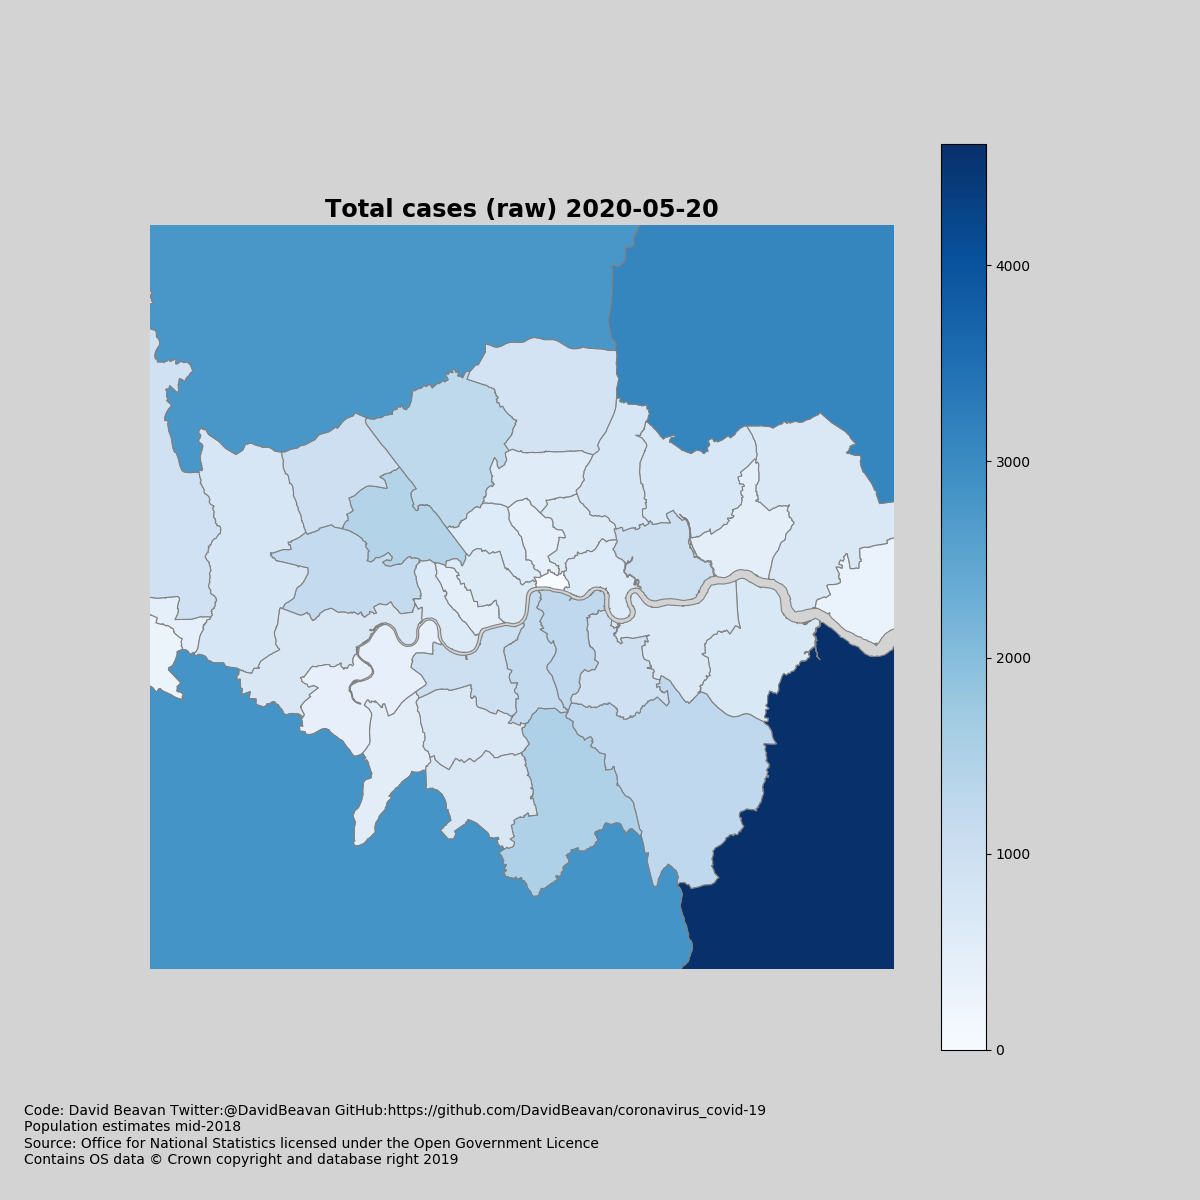 Total cases (raw) 2020-05-20
4000
3000
2000
1000
0
Code: David Beavan Twitter:@DavidBeavan GitHub:https://github.com/DavidBeavan/coronavirus_covid-19
Population estimates mid-2018
Source: Office for National Statistics licensed under the Open Government Licence
Contains OS data © Crown copyright and database right 2019